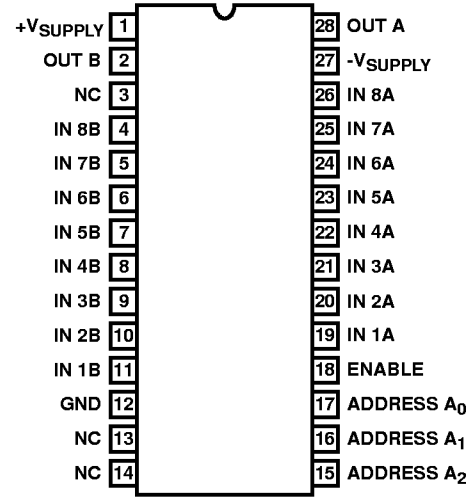 +VSUPPLY 1 28 OUT A
OUT B 2 27 -VSUPPLY
NC 3 26 IN 8A
IN 8B 4 25 IN 7A
IN 7B 5 24 IN 6A
IN 6B 6 23 IN 5A
IN 5B 7 22 IN 4A
IN 4B 8 21 IN 3A
IN 3B 9 20 IN 2A
IN 2B 10 19 IN 1A
IN 1B 11 18 ENABLE
GND 12 17 ADDRESS A0
NC 13 16 ADDRESS A1
NC 14 15 ADDRESS A2